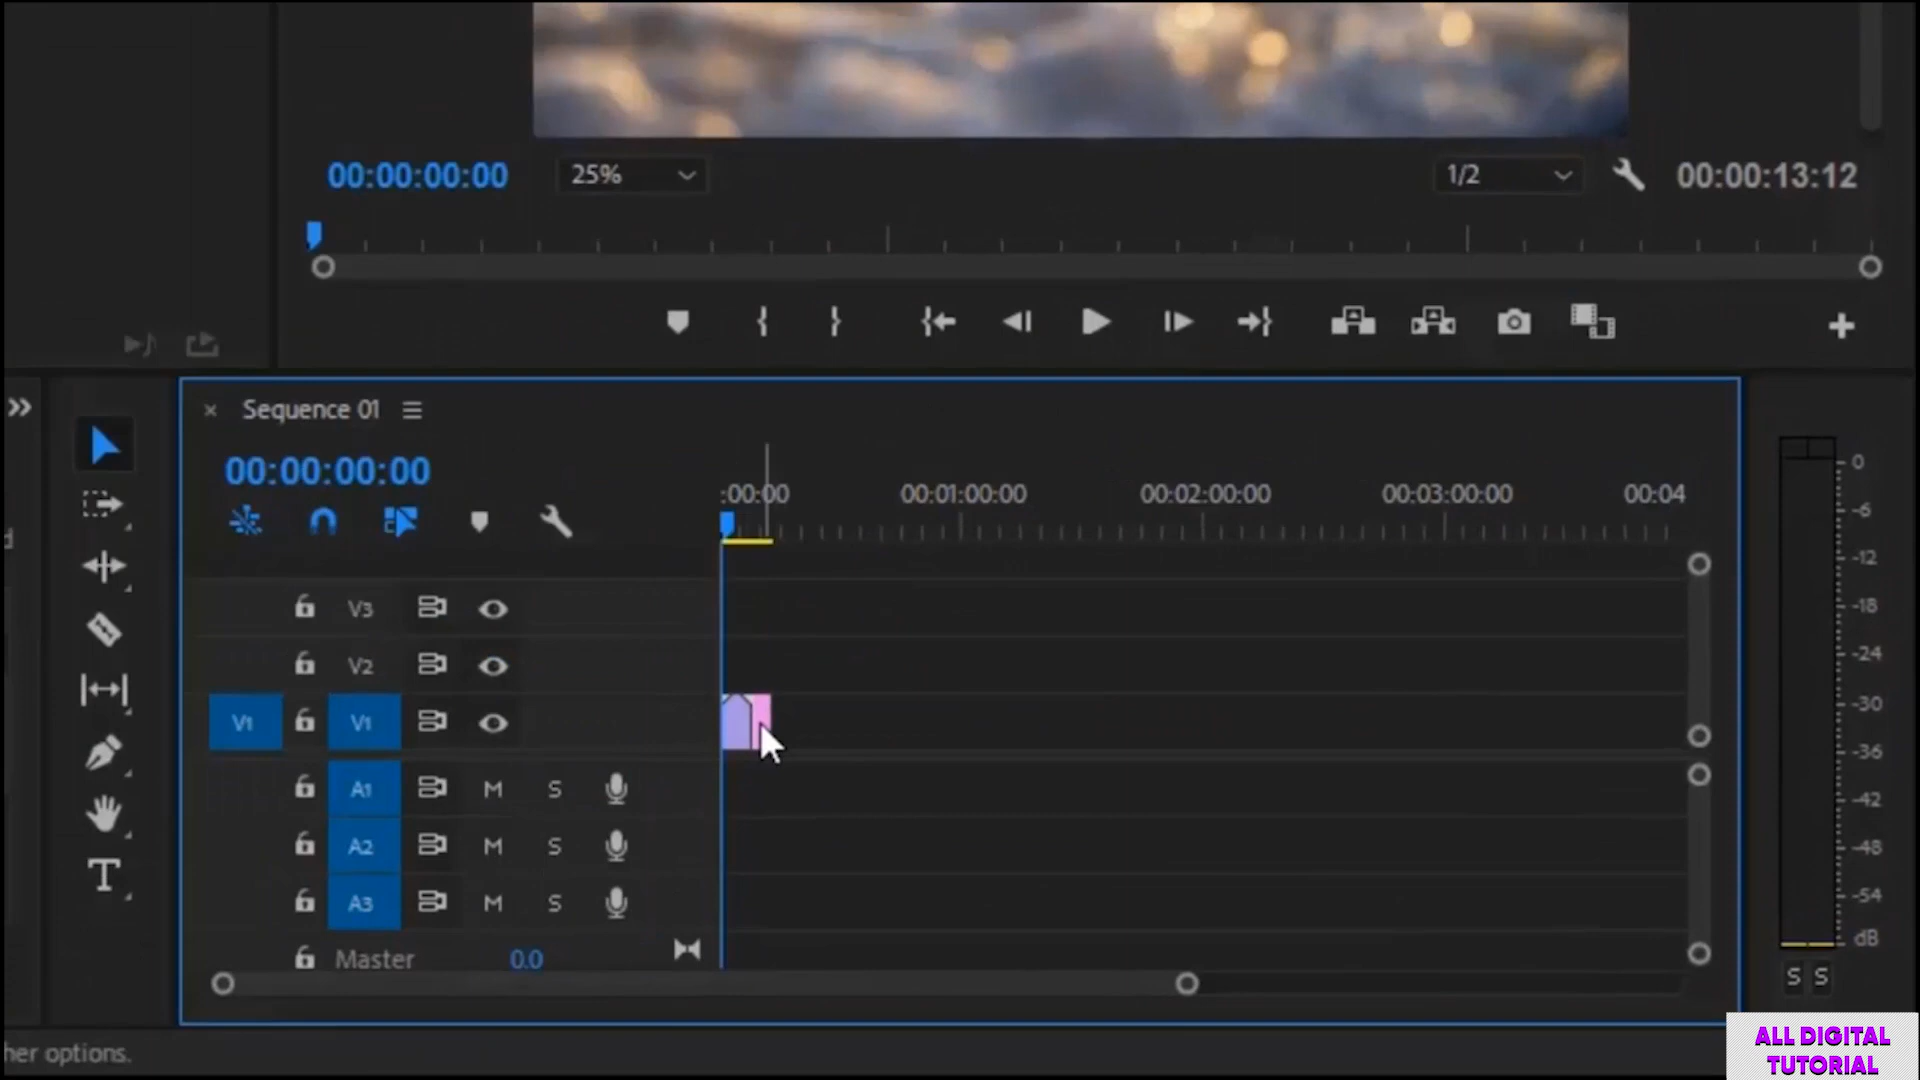 00:00:00:00
25%
1/2
00:00:13:12
Sequence 01
00:00:00:00
:00:00
00:01:00:00
00:02:00:00
00:03:00:00
00:04
V3
V2
V1
V1
A1
M
S
A2
M
S
A3
M
S
Master
0.0
0
-6
-12
-18
-24
-30
-36
-42
-48
-54
dB
S S
her options.
ALL DIGITAL
TUTORIAL